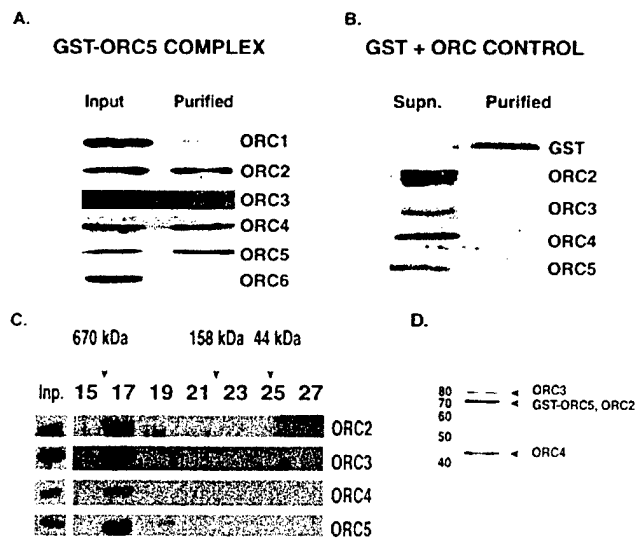 A.
GST-ORC5 COMPLEX
Input Purified
ORC1
ORC2
ORC3
ORC4
ORC5
ORC6
B.
GST + ORC CONTROL
Supn. Purified
GST
ORC2
ORC3
ORC4
ORC5
C.
670 kDa 158 kDa 44 kDa
Inp. 15 17 19 21 23 25 27
ORC2
ORC3
ORC4
ORC5
D.
80 ORC3
70 GST-ORC5, ORC2
60
50
40 ORC4